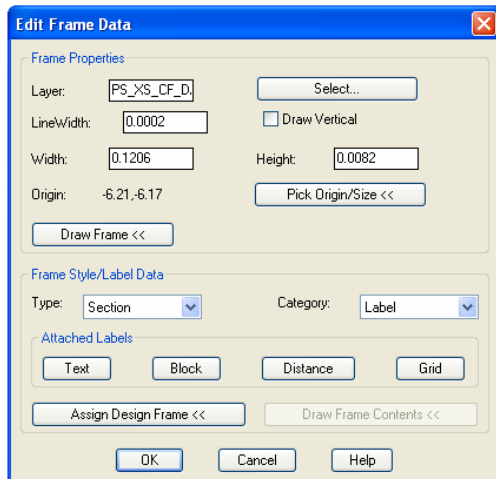 Edit Frame Data
Frame Properties
Layer: PS_XS_CF_D. Select...
LineWidth: 0.0002 Draw Vertical
Width: 0.1206 Height: 0.0082
Origin: -6.21,-6.17 Pick Origin/Size <<
Draw Frame <<
Frame Style/Label Data
Type: Section Category: Label
Attached Labels
Text Block Distance Grid
Assign Design Frame << Draw Frame Contents <<
OK Cancel Help